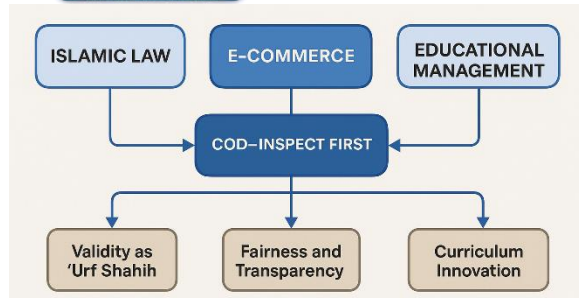 ISLAMIC LAW
E-COMMERCE
EDUCATIONAL
MANAGEMENT
COD–INSPECT FIRST
Validity as
‘Urf Shahih
Fairness and
Transparency
Curriculum
Innovation